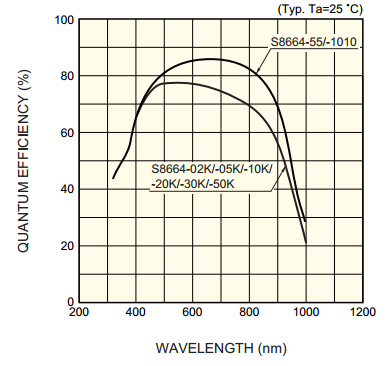 (Typ. Ta=25 ˚C)
100
S8664-55/-1010
80
60
S8664-02K/-05K/-10K/
-20K/-30K/-50K
40
20
0
200 400 600 800 1000 1200
QUANTUM EFFICIENCY (%)
WAVELENGTH (nm)